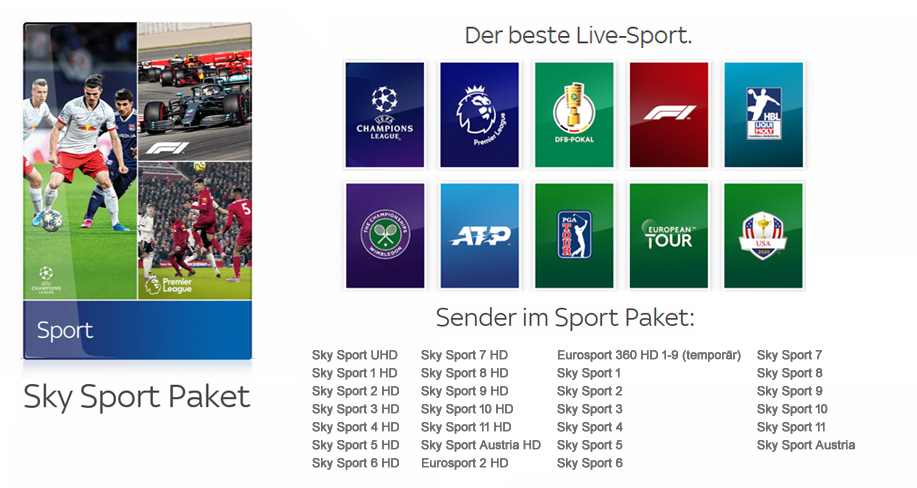 F1
UEFA
CHAMPIONS
LEAGUE
Premier
League
Sport
Sky Sport Paket
Der beste Live-Sport.
UEFA
CHAMPIONS
LEAGUE
Premier League
DFB-POKAL
F1
HBL
LIQUI
MOLY
THE CHAMPIONSHIPS
WIMBLEDON
ATP
PGA
TOUR
EUROPEAN
TOUR
USA
2020
Sender im Sport Paket:
Sky Sport UHD
Sky Sport 1 HD
Sky Sport 2 HD
Sky Sport 3 HD
Sky Sport 4 HD
Sky Sport 5 HD
Sky Sport 6 HD
Sky Sport 7 HD
Sky Sport 8 HD
Sky Sport 9 HD
Sky Sport 10 HD
Sky Sport 11 HD
Sky Sport Austria HD
Eurosport 2 HD
Eurosport 360 HD 1-9 (temporär)
Sky Sport 1
Sky Sport 2
Sky Sport 3
Sky Sport 4
Sky Sport 5
Sky Sport 6
Sky Sport 7
Sky Sport 8
Sky Sport 9
Sky Sport 10
Sky Sport 11
Sky Sport Austria